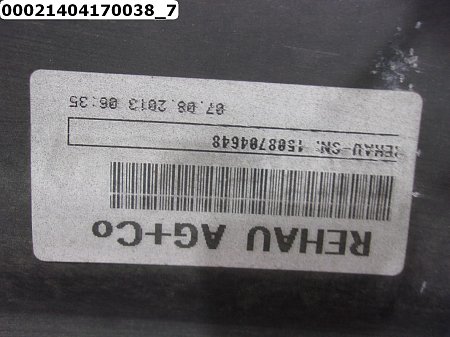 00021404170038_7
REHAU AG+Co
REHAU-SN. 1508704648
07.08.2013 06:35